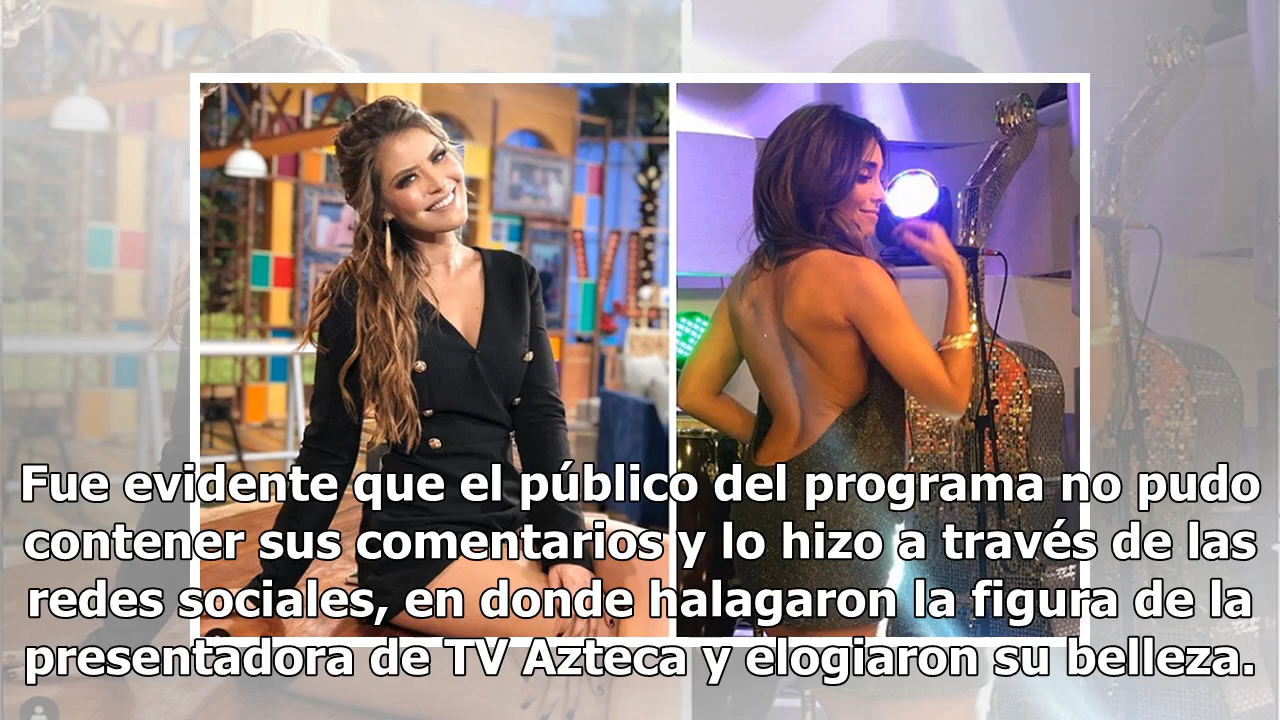 Fue evidente que el público del programa no pudo
contener sus comentarios y lo hizo a través de las
redes sociales, en donde halagaron la figura de la
presentadora de TV Azteca y elogiaron su belleza.